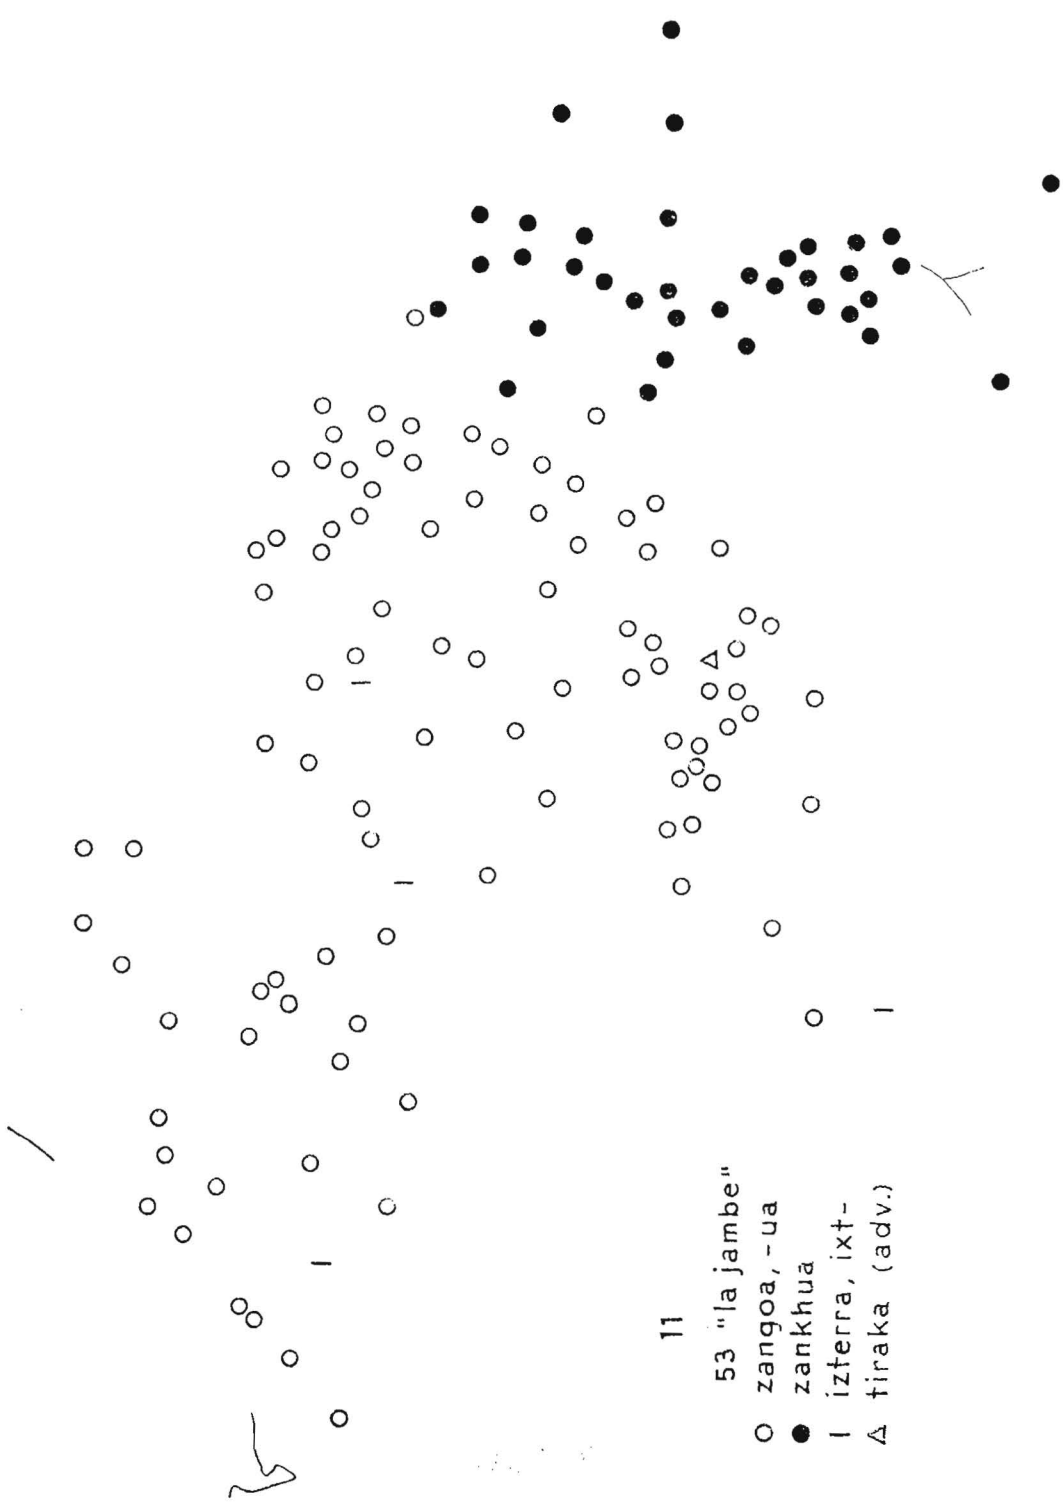 11
53 "la jambe"
○ zangoa, -ua
● zankhua
I izterra, ixt-
△ tiraka (adv.)